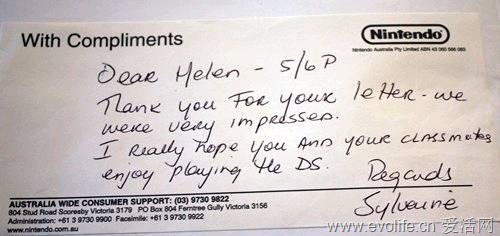 With Compliments
Nintendo
Nintendo Australia Pty Limited ABN 43 060 566 083
Dear Helen - 5/6P
Thank you for your letter - we
were very impressed.
I really hope you and your classmates
enjoy playing the DS.
Regards
Sylvaine
AUSTRALIA WIDE CONSUMER SUPPORT: (03) 9730 9822
804 Stud Road Scoresby Victoria 3179 PO Box 804 Ferntree Gully Victoria 3156
Administration: +61 3 9730 9900 Facsimile: +61 3 9730 9922
www.nintendo.com.au
www.evolife.cn 爱活网